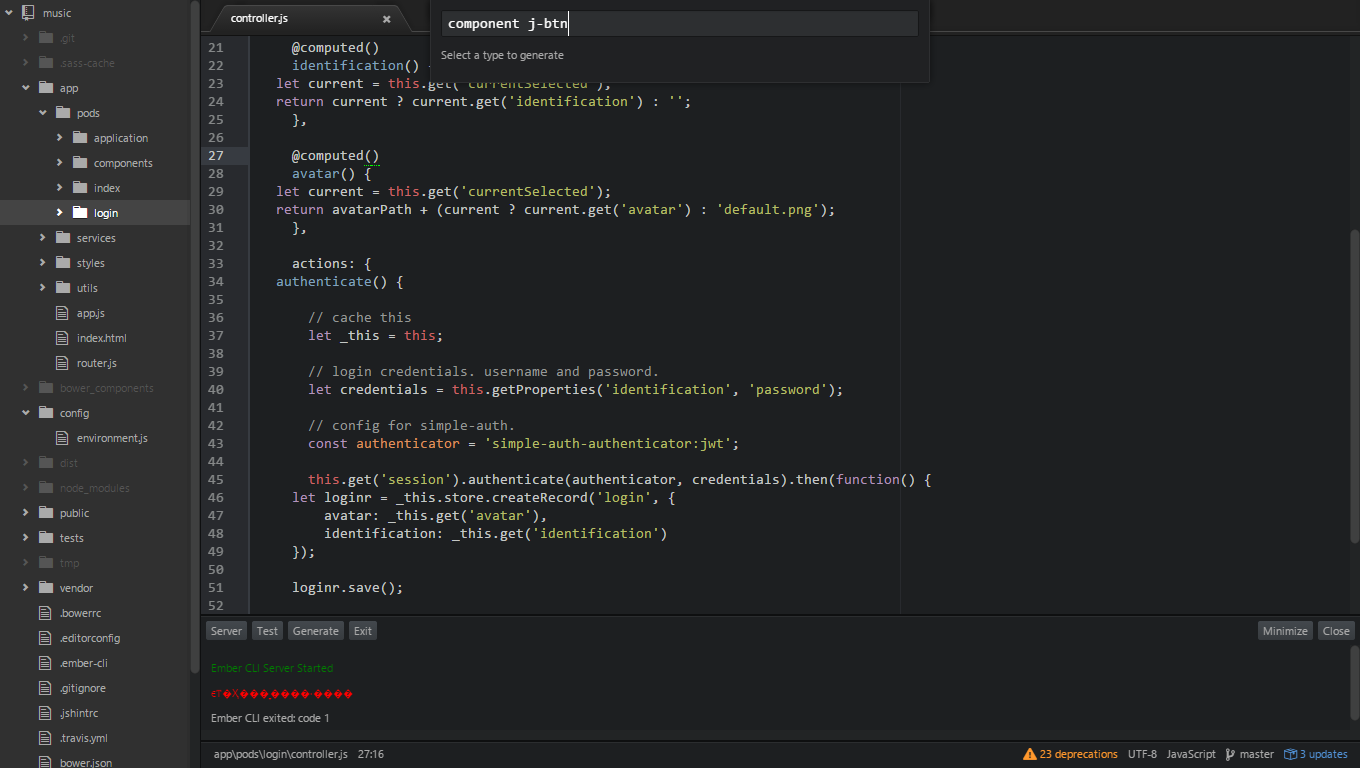 music
.git
.sass-cache
app
pods
application
components
index
login
services
styles
utils
app.js
index.html
router.js
bower_components
config
environment.js
dist
node_modules
public
tests
tmp
vendor
.bowerrc
.editorconfig
.ember-cli
.gitignore
.jshintrc
.travis.yml
bower.json
controller.js
component j-btn
Select a type to generate
21 @computed()
22 identification()
23 let current = this.get('currentSelected');
24 return current ? current.get('identification') : '';
25 },
26
27 @computed()
28 avatar() {
29 let current = this.get('currentSelected');
30 return avatarPath + (current ? current.get('avatar') : 'default.png');
31 },
32
33 actions: {
34 authenticate() {
35
36 // cache this
37 let _this = this;
38
39 // login credentials. username and password.
40 let credentials = this.getProperties('identification', 'password');
41
42 // config for simple-auth.
43 const authenticator = 'simple-auth-authenticator:jwt';
44
45 this.get('session').authenticate(authenticator, credentials).then(function() {
46 let loginr = _this.store.createRecord('login', {
47 avatar: _this.get('avatar'),
48 identification: _this.get('identification')
49 });
50
51 loginr.save();
52
Server Test Generate Exit Minimize Close
Ember CLI Server Started
Ember CLI exited: code 1
app\pods\login\controller.js 27:16 23 deprecations UTF-8 JavaScript master 3 updates